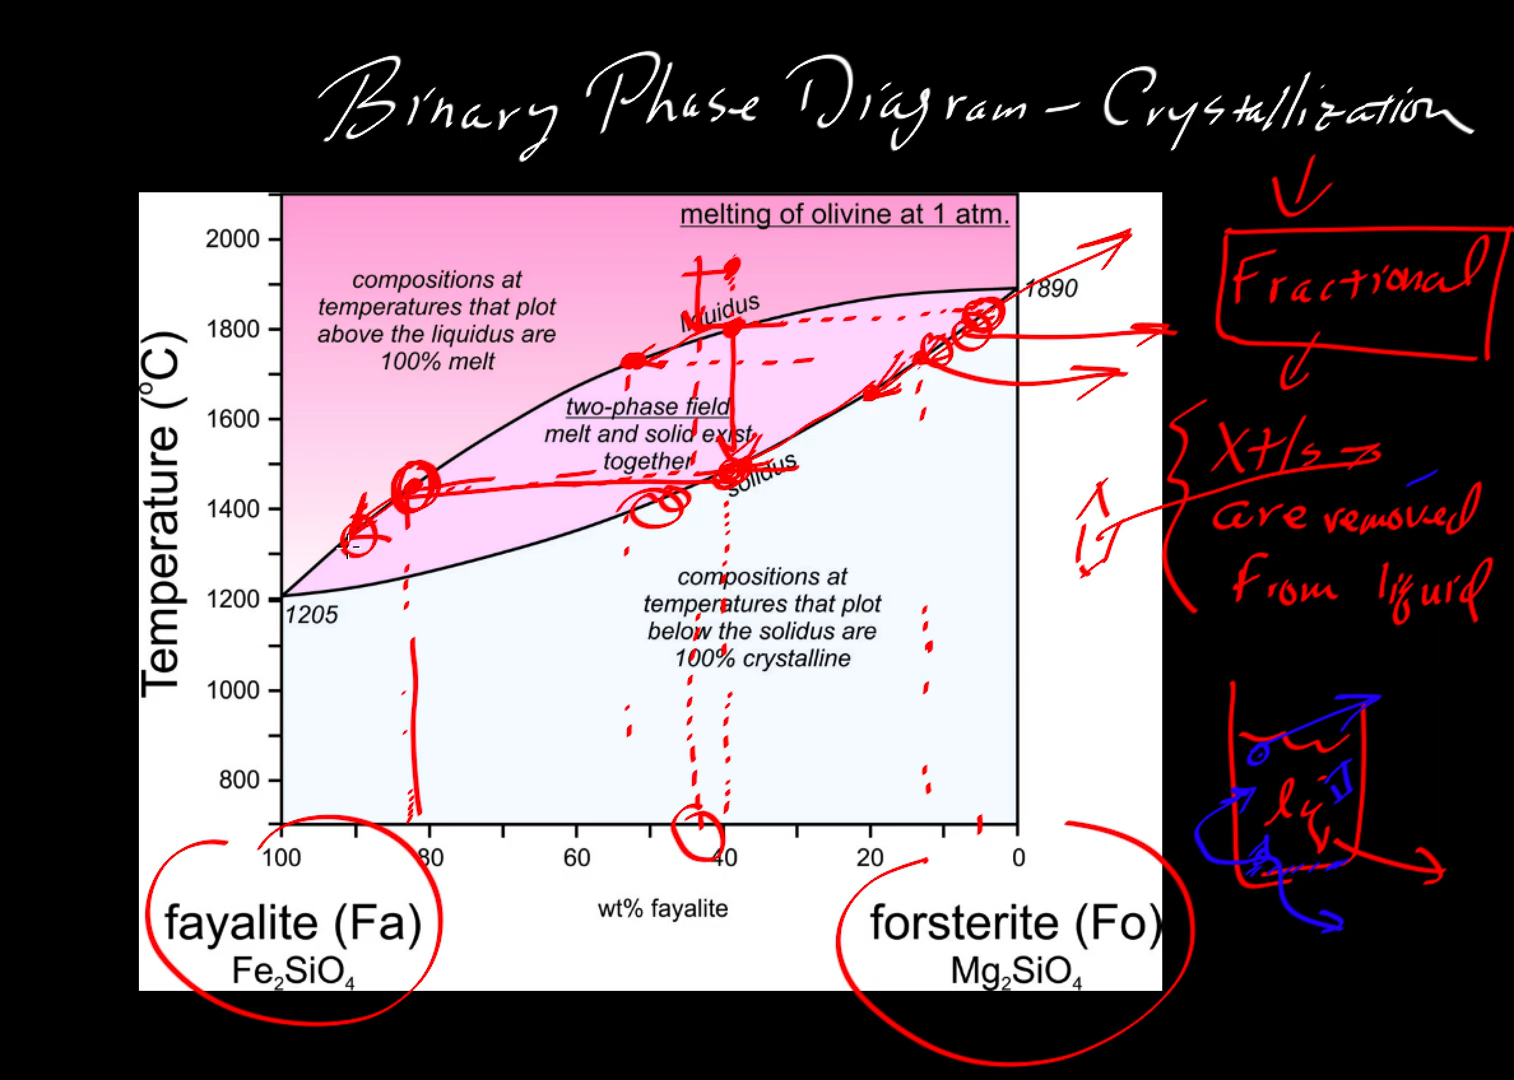 Binary Phase Diagram - Crystallization
melting of olivine at 1 atm.
Temperature (°C)
2000
1800
1600
1400
1200
1000
800
compositions at
temperatures that plot
above the liquidus are
100% melt
liquidus
1890
two-phase field
melt and solid exist
together
solidus
1205
compositions at
temperatures that plot
below the solidus are
100% crystalline
100
80
60
40
20
0
wt% fayalite
fayalite (Fa)
Fe₂SiO₄
forsterite (Fo)
Mg₂SiO₄
Fractional
Xtls
are removed
from liquid